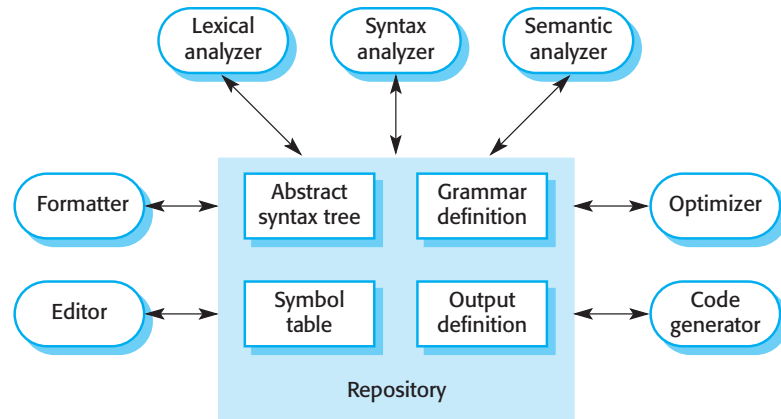 Lexical
analyzer
Syntax
analyzer
Semantic
analyzer
Formatter
Abstract
syntax tree
Grammar
definition
Optimizer
Editor
Symbol
table
Output
definition
Code
generator
Repository